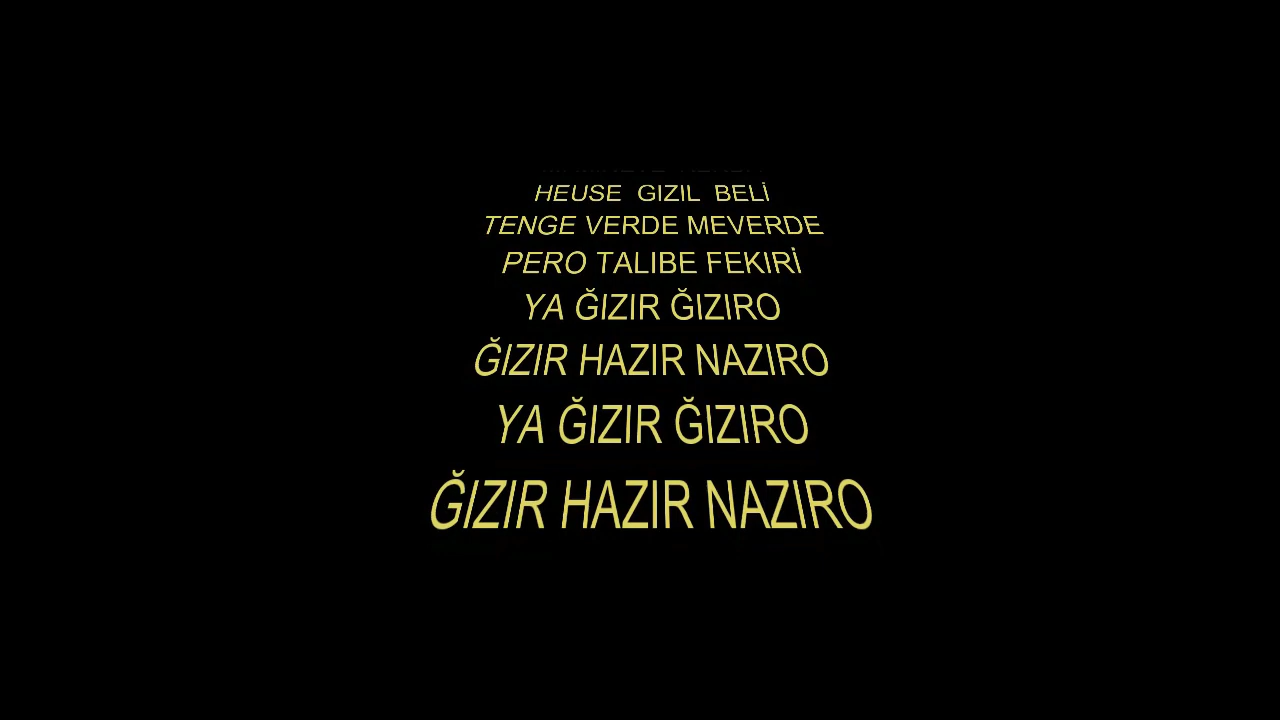 HEUSE GIZIL BELİ
TENGE VERDE MEVERDE
PERO TALIBE FEKIRİ
YA ĞIZIR ĞIZIRO
ĞIZIR HAZIR NAZIRO
YA ĞIZIR ĞIZIRO
ĞIZIR HAZIR NAZIRO